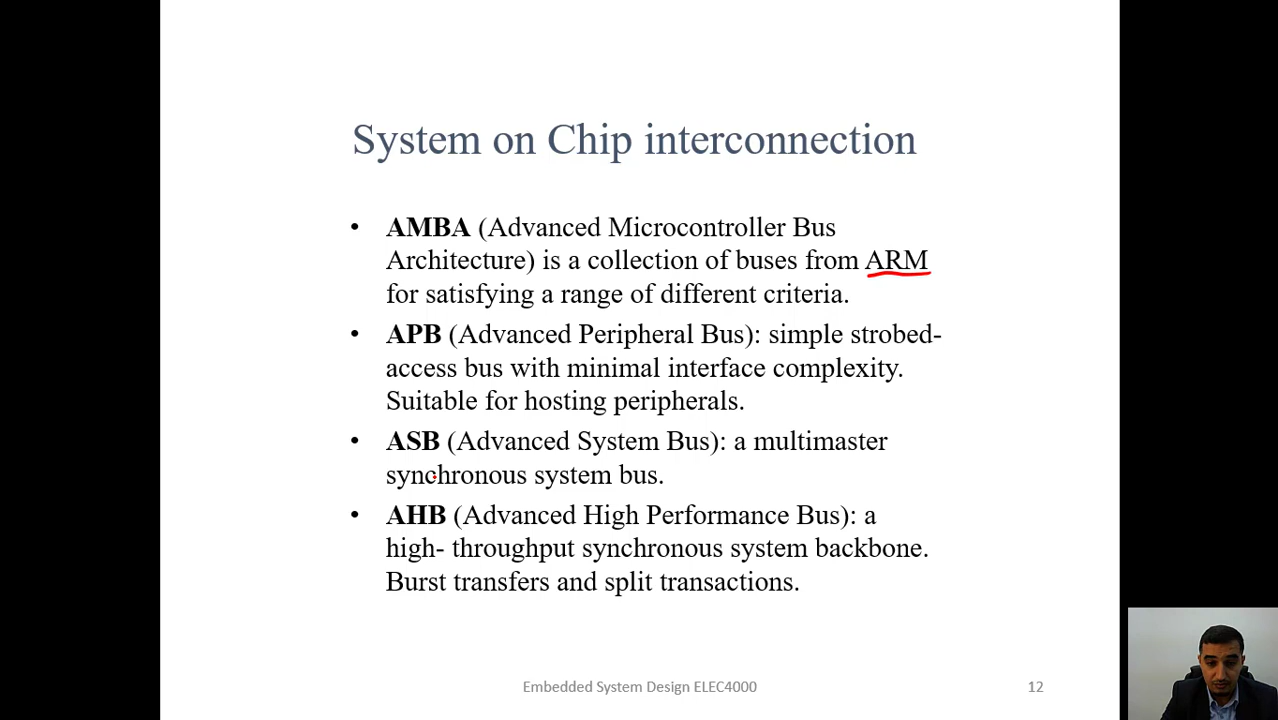 System on Chip interconnection
• AMBA (Advanced Microcontroller Bus
Architecture) is a collection of buses from ARM
for satisfying a range of different criteria.
• APB (Advanced Peripheral Bus): simple strobed-
access bus with minimal interface complexity.
Suitable for hosting peripherals.
• ASB (Advanced System Bus): a multimaster
synchronous system bus.
• AHB (Advanced High Performance Bus): a
high- throughput synchronous system backbone.
Burst transfers and split transactions.
Embedded System Design ELEC4000
12